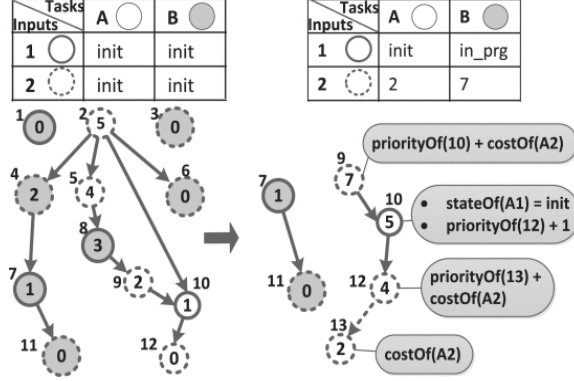 Tasks A B
Inputs
1 init init
2 init init
Tasks A B
Inputs
1 init in_prg
2 2 7
1 0
2 5
3 0
4 2
5 4
6 0
7 1
8 3
9 2
10 1
11 0
12 0
priorityOf(10) + costOf(A2)
9 7
7 1
10 5
• stateOf(A1) = init
• priorityOf(12) + 1
11 0
12 4
priorityOf(13) +
costOf(A2)
13 2
costOf(A2)